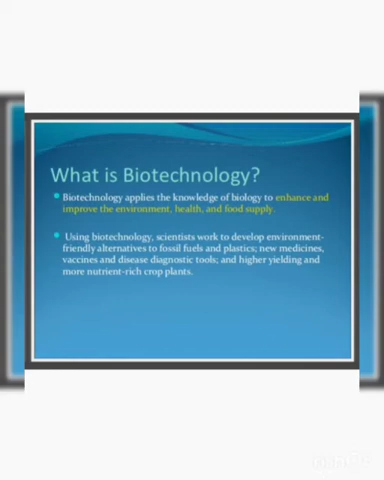 What is Biotechnology?
Biotechnology applies the knowledge of biology to enhance and
improve the environment, health, and food supply.
Using biotechnology, scientists work to develop environment-
friendly alternatives to fossil fuels and plastics; new medicines,
vaccines and disease diagnostic tools; and higher yielding and
more nutrient-rich crop plants.